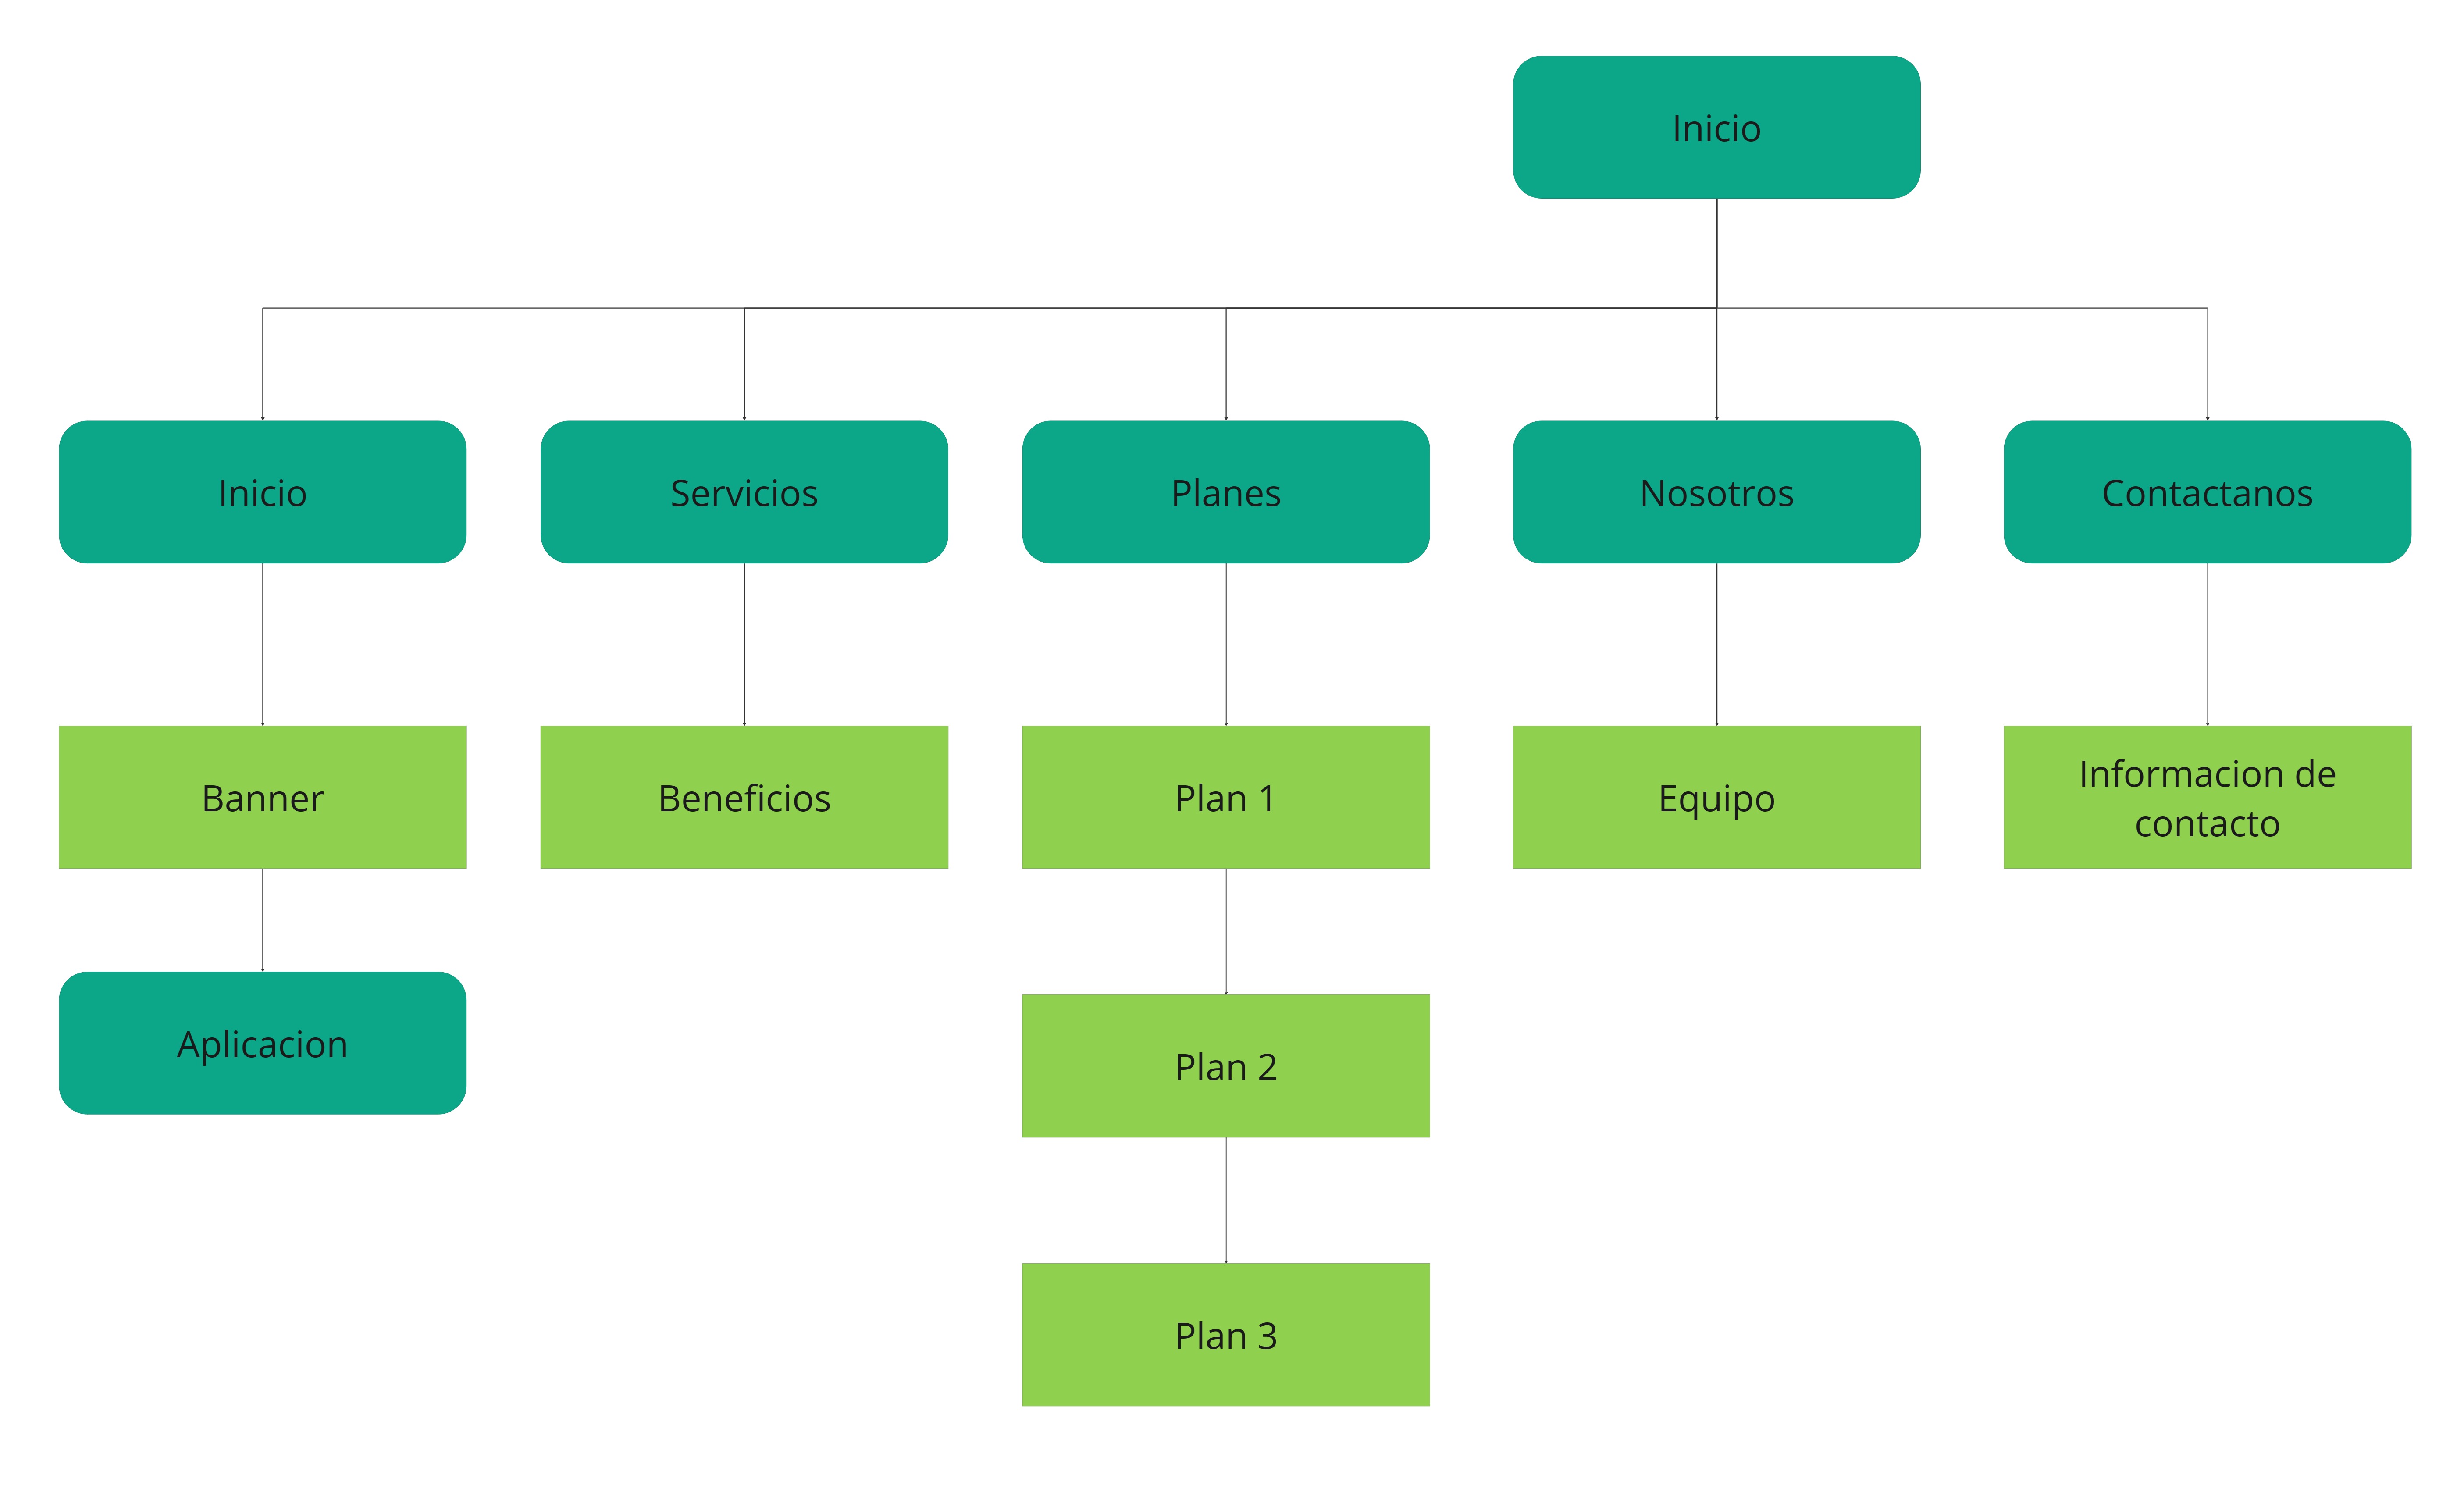 Inicio
Inicio
Servicios
Planes
Nosotros
Contactanos
Banner
Beneficios
Plan 1
Equipo
Informacion de
contacto
Aplicacion
Plan 2
Plan 3